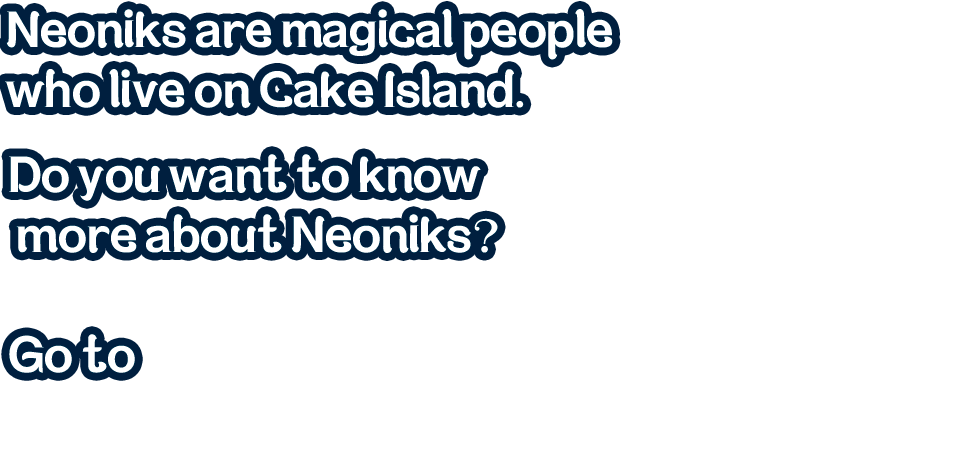 Neoniks are magical people
who live on Cake Island.
Do you want to know
more about Neoniks?
Go to